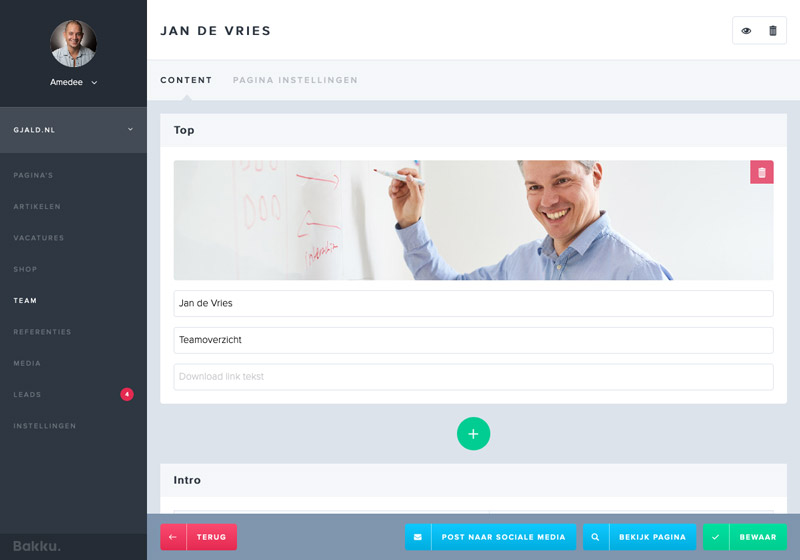 JAN DE VRIES
Amedee
CONTENT PAGINA INSTELLINGEN
GJALD.NL
Top
PAGINA'S
ARTIKELEN
VACATURES
SHOP
TEAM
REFERENTIES
MEDIA
LEADS 4
INSTELLINGEN
Jan de Vries
Teamoverzicht
Download link tekst
+
Intro
TERUG
POST NAAR SOCIALE MEDIA
BEKIJK PAGINA
BEWAAR
Bakku.